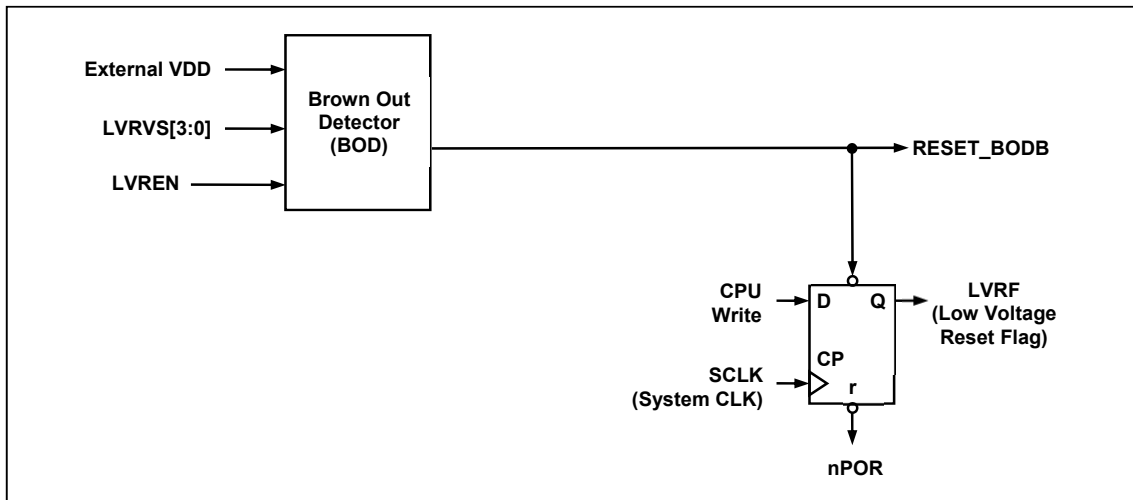 External VDD
LVRVS[3:0]
LVREN
Brown Out
Detector
(BOD)
RESET_BODB
CPU
Write
D
Q
LVRF
(Low Voltage
Reset Flag)
CP
SCLK
(System CLK)
r
nPOR